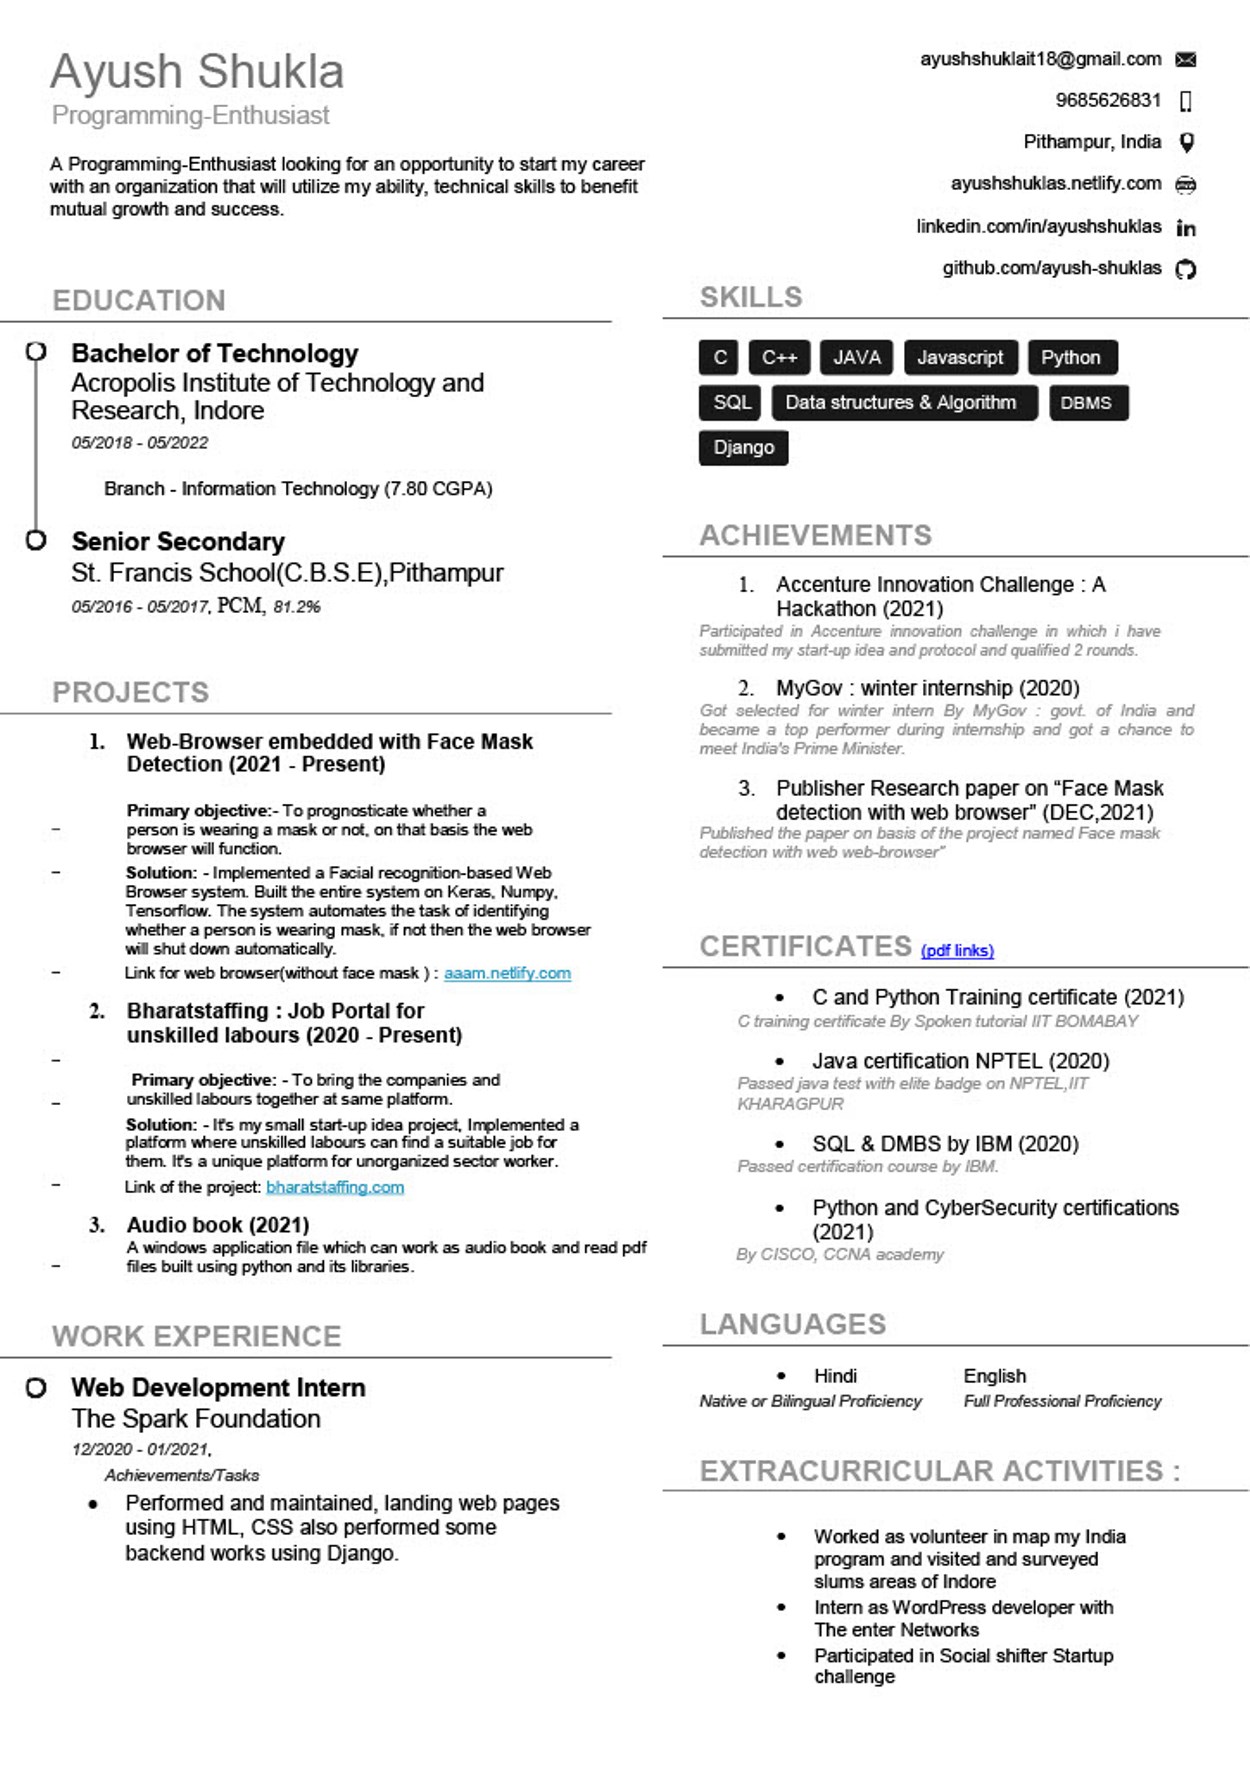 Ayush Shukla
Programming-Enthusiast
A Programming-Enthusiast looking for an opportunity to start my career
with an organization that will utilize my ability, technical skills to benefit
mutual growth and success.
ayushshuklait18@gmail.com
9685626831
Pithampur, India
ayushshuklas.netlify.com
linkedin.com/in/ayushshuklas
github.com/ayush-shuklas
EDUCATION
Bachelor of Technology
Acropolis Institute of Technology and
Research, Indore
05/2018 - 05/2022
Branch - Information Technology (7.80 CGPA)
Senior Secondary
St. Francis School(C.B.S.E),Pithampur
05/2016 - 05/2017, PCM, 81.2%
PROJECTS
1. Web-Browser embedded with Face Mask
Detection (2021 - Present)
Primary objective:- To prognosticate whether a
– person is wearing a mask or not, on that basis the web
browser will function.
– Solution: - Implemented a Facial recognition-based Web
Browser system. Built the entire system on Keras, Numpy,
Tensorflow. The system automates the task of identifying
whether a person is wearing mask, if not then the web browser
will shut down automatically.
– Link for web browser(without face mask ) : aaam.netlify.com
2. Bharatstaffing : Job Portal for
unskilled labours (2020 - Present)
–
Primary objective: - To bring the companies and
– unskilled labours together at same platform.
Solution: - It's my small start-up idea project, Implemented a
platform where unskilled labours can find a suitable job for
them. It's a unique platform for unorganized sector worker.
– Link of the project: bharatstaffing.com
3. Audio book (2021)
A windows application file which can work as audio book and read pdf
– files built using python and its libraries.
WORK EXPERIENCE
Web Development Intern
The Spark Foundation
12/2020 - 01/2021,
Achievements/Tasks
• Performed and maintained, landing web pages
using HTML, CSS also performed some
backend works using Django.
SKILLS
C C++ JAVA Javascript Python
SQL Data structures & Algorithm DBMS
Django
ACHIEVEMENTS
1. Accenture Innovation Challenge : A
Hackathon (2021)
Participated in Accenture innovation challenge in which i have
submitted my start-up idea and protocol and qualified 2 rounds.
2. MyGov : winter internship (2020)
Got selected for winter intern By MyGov : govt. of India and
became a top performer during internship and got a chance to
meet India's Prime Minister.
3. Publisher Research paper on “Face Mask
detection with web browser” (DEC,2021)
Published the paper on basis of the project named Face mask
detection with web web-browser”
CERTIFICATES (pdf links)
• C and Python Training certificate (2021)
C training certificate By Spoken tutorial IIT BOMABAY
• Java certification NPTEL (2020)
Passed java test with elite badge on NPTEL,IIT
KHARAGPUR
• SQL & DMBS by IBM (2020)
Passed certification course by IBM.
• Python and CyberSecurity certifications
(2021)
By CISCO, CCNA academy
LANGUAGES
• Hindi English
Native or Bilingual Proficiency Full Professional Proficiency
EXTRACURRICULAR ACTIVITIES :
• Worked as volunteer in map my India
program and visited and surveyed
slums areas of Indore
• Intern as WordPress developer with
The enter Networks
• Participated in Social shifter Startup
challenge